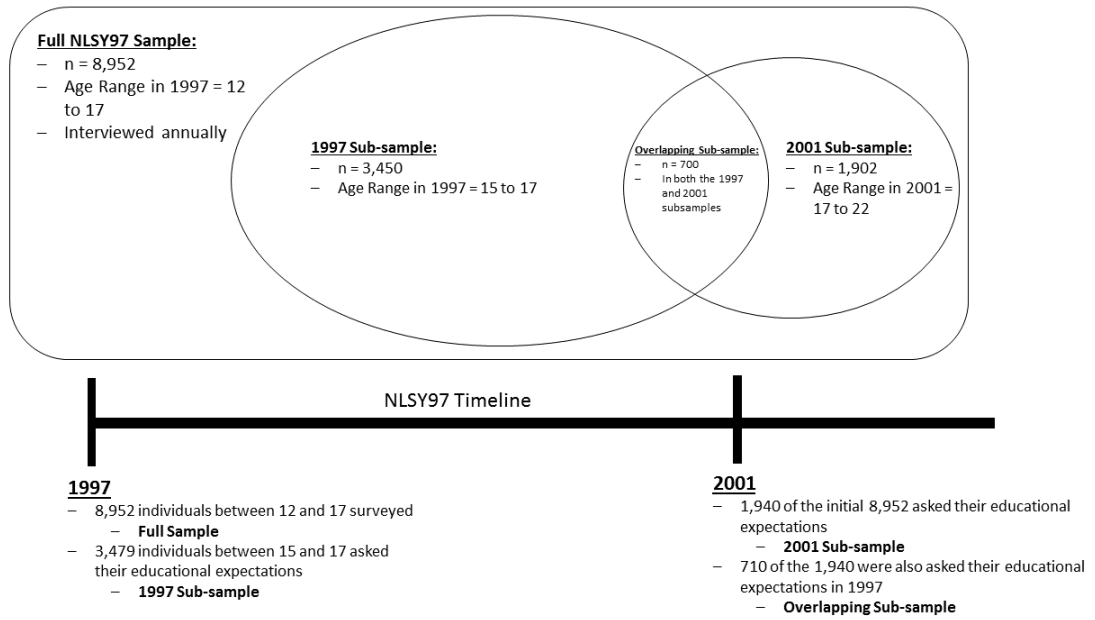 Full NLSY97 Sample:
– n = 8,952
– Age Range in 1997 = 12
to 17
– Interviewed annually
1997 Sub-sample:
– n = 3,450
– Age Range in 1997 = 15 to 17
Overlapping Sub-sample:
– n = 700
– In both the 1997
and 2001
subsamples
2001 Sub-sample:
– n = 1,902
– Age Range in 2001 =
17 to 22
NLSY97 Timeline
1997
– 8,952 individuals between 12 and 17 surveyed
– Full Sample
– 3,479 individuals between 15 and 17 asked
their educational expectations
– 1997 Sub-sample
2001
– 1,940 of the initial 8,952 asked their educational
expectations
– 2001 Sub-sample
– 710 of the 1,940 were also asked their educational
expectations in 1997
– Overlapping Sub-sample